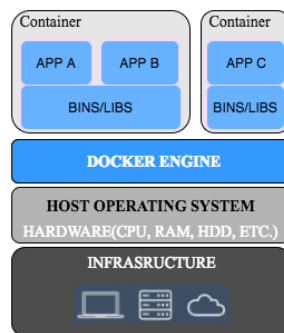 Container
Container
APP A
APP B
APP C
BINS/LIBS
BINS/LIBS
DOCKER ENGINE
HOST OPERATING SYSTEM
HARDWARE(CPU, RAM, HDD, ETC.)
INFRASRUCTURE